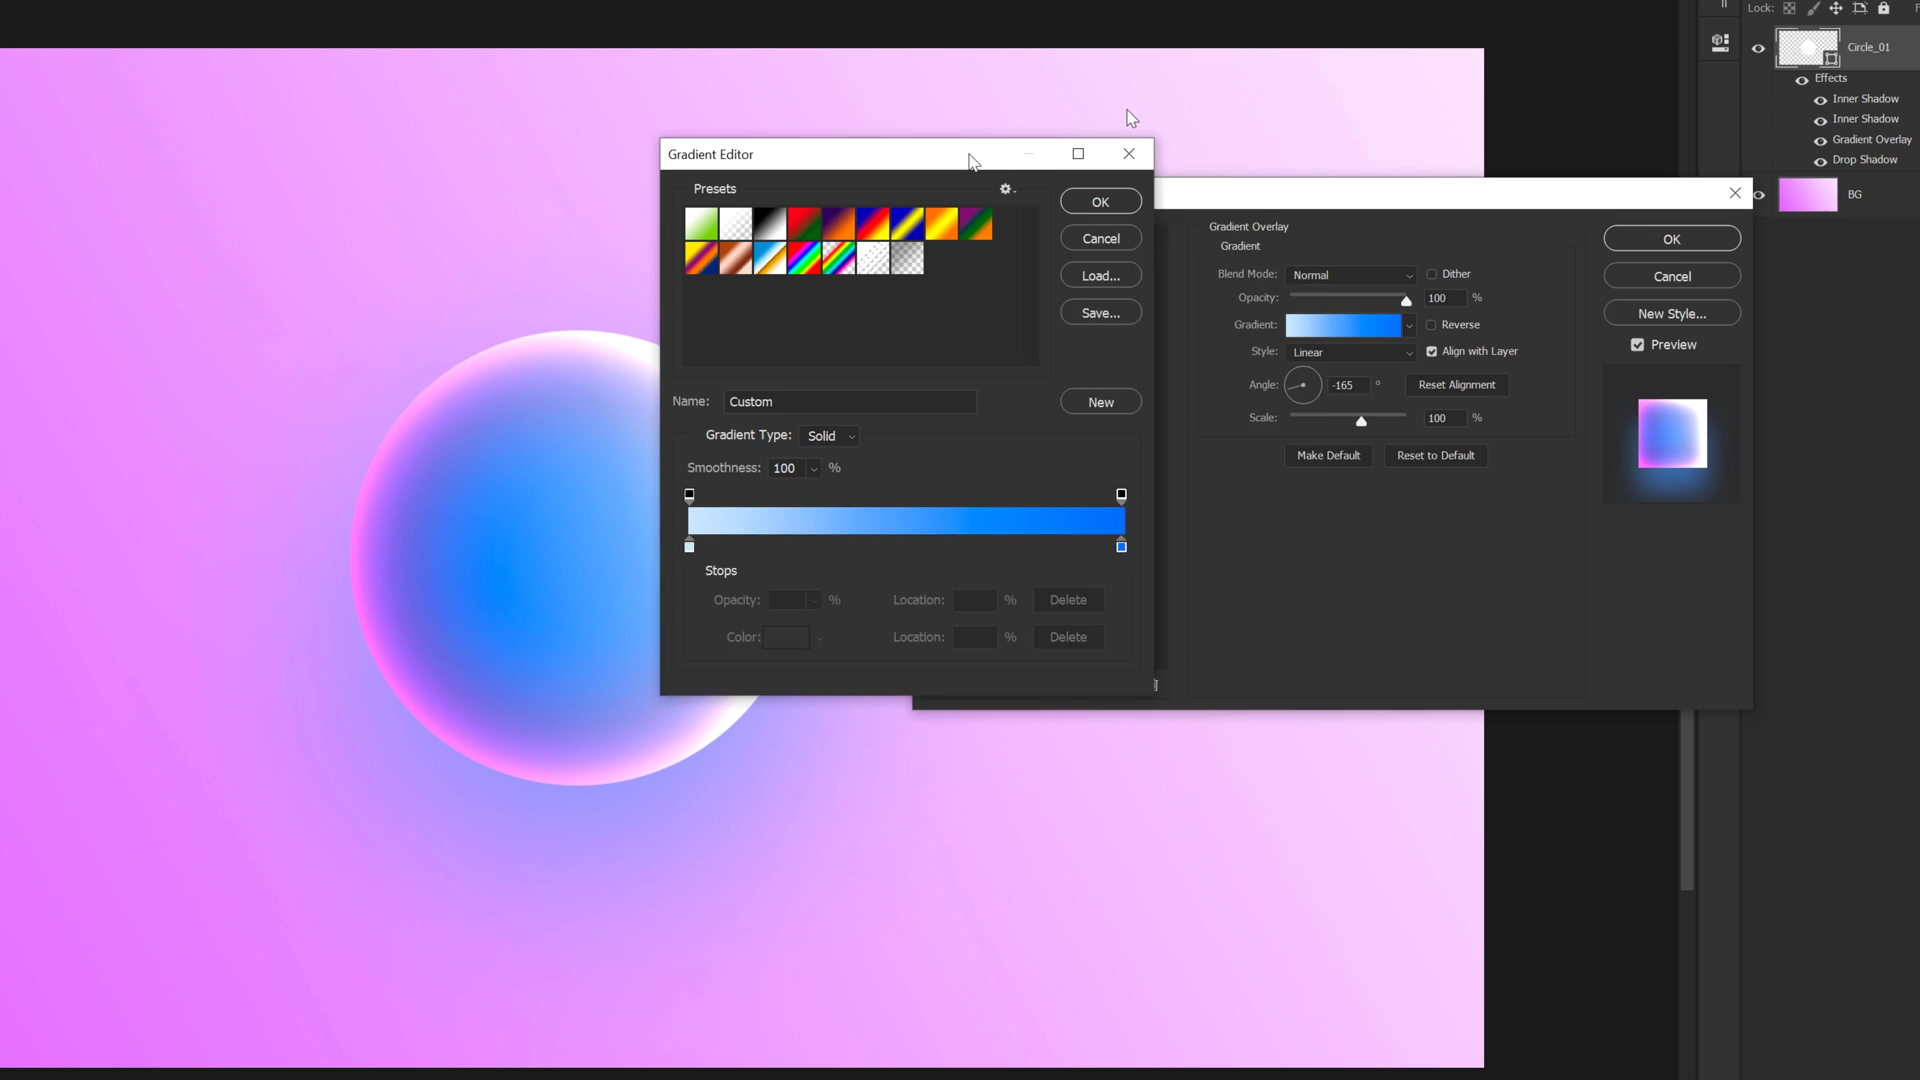 Lock:
Circle_01
Effects
Inner Shadow
Inner Shadow
Gradient Overlay
Drop Shadow
BG
Gradient Editor
Presets
OK
Cancel
Load...
Save...
Name: Custom
New
Gradient Type: Solid
Smoothness: 100 %
Stops
Opacity: % Location: % Delete
Color: Location: % Delete
Gradient Overlay
Gradient
Blend Mode: Normal Dither
Opacity: 100 %
Gradient: Reverse
Style: Linear Align with Layer
Angle: -165 ° Reset Alignment
Scale: 100 %
Make Default Reset to Default
OK
Cancel
New Style...
Preview